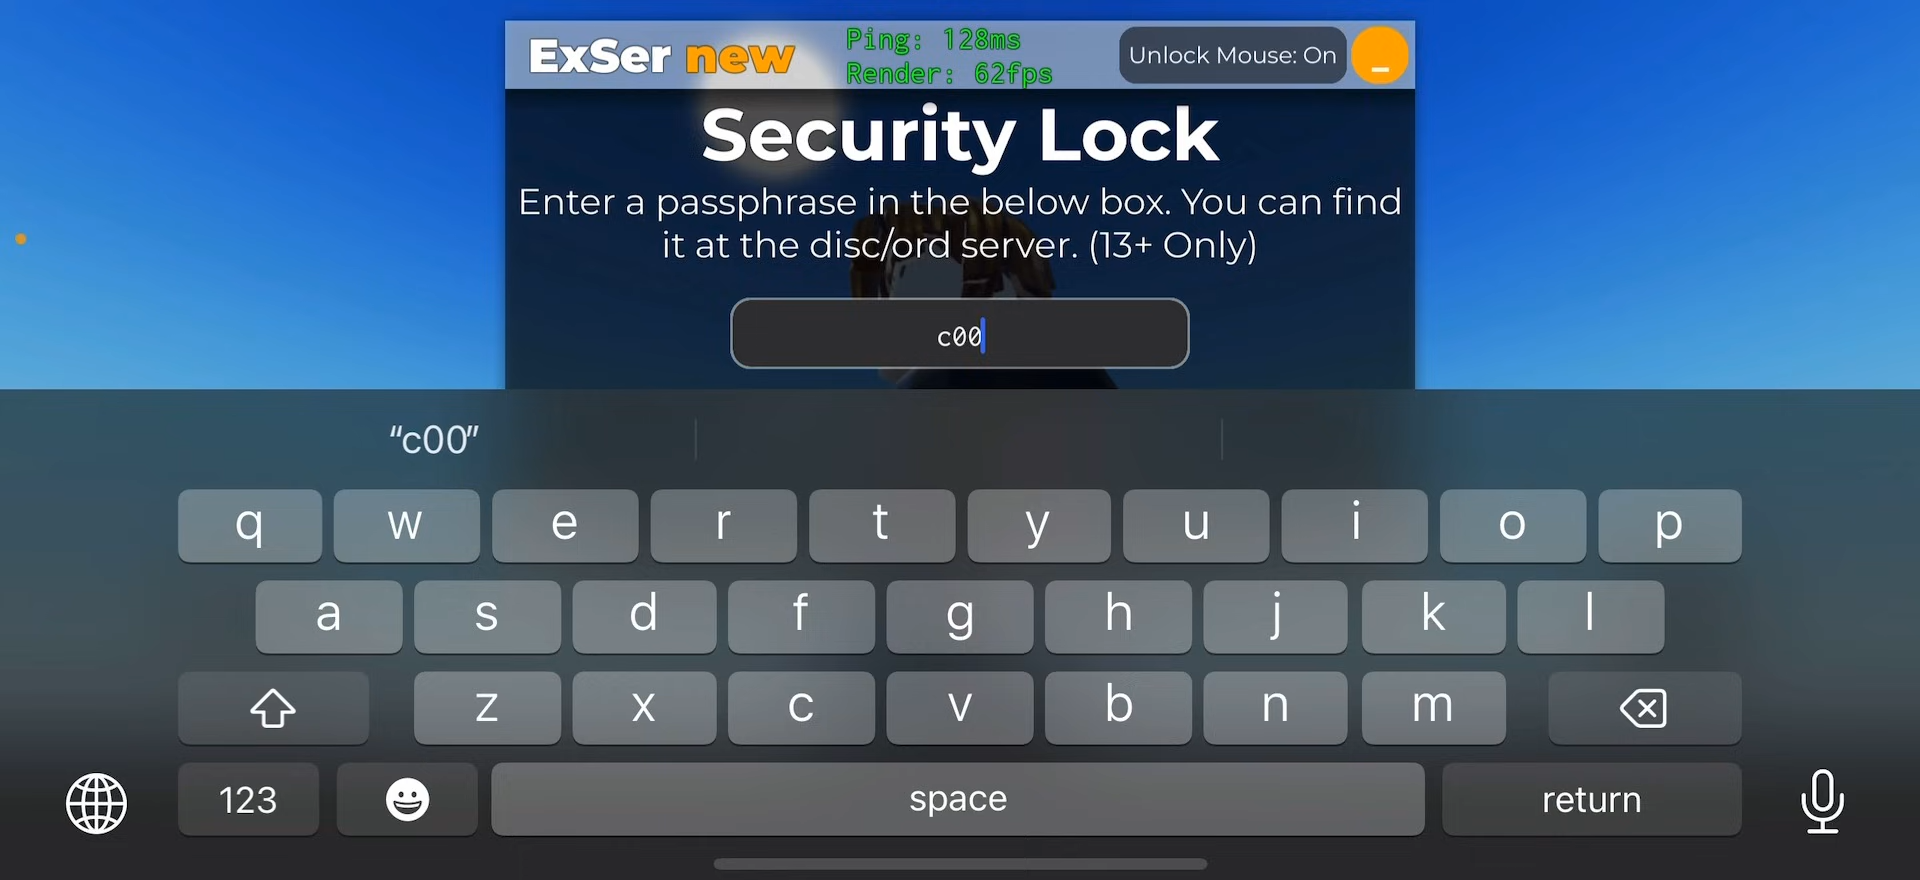 ExSer new
Ping: 128ms
Render: 62fps
Unlock Mouse: On
Security Lock
Enter a passphrase in the below box. You can find
it at the disc/ord server. (13+ Only)
c00
“c00”
q w e r t y u i o p
a s d f g h j k l
z x c v b n m
123 space return